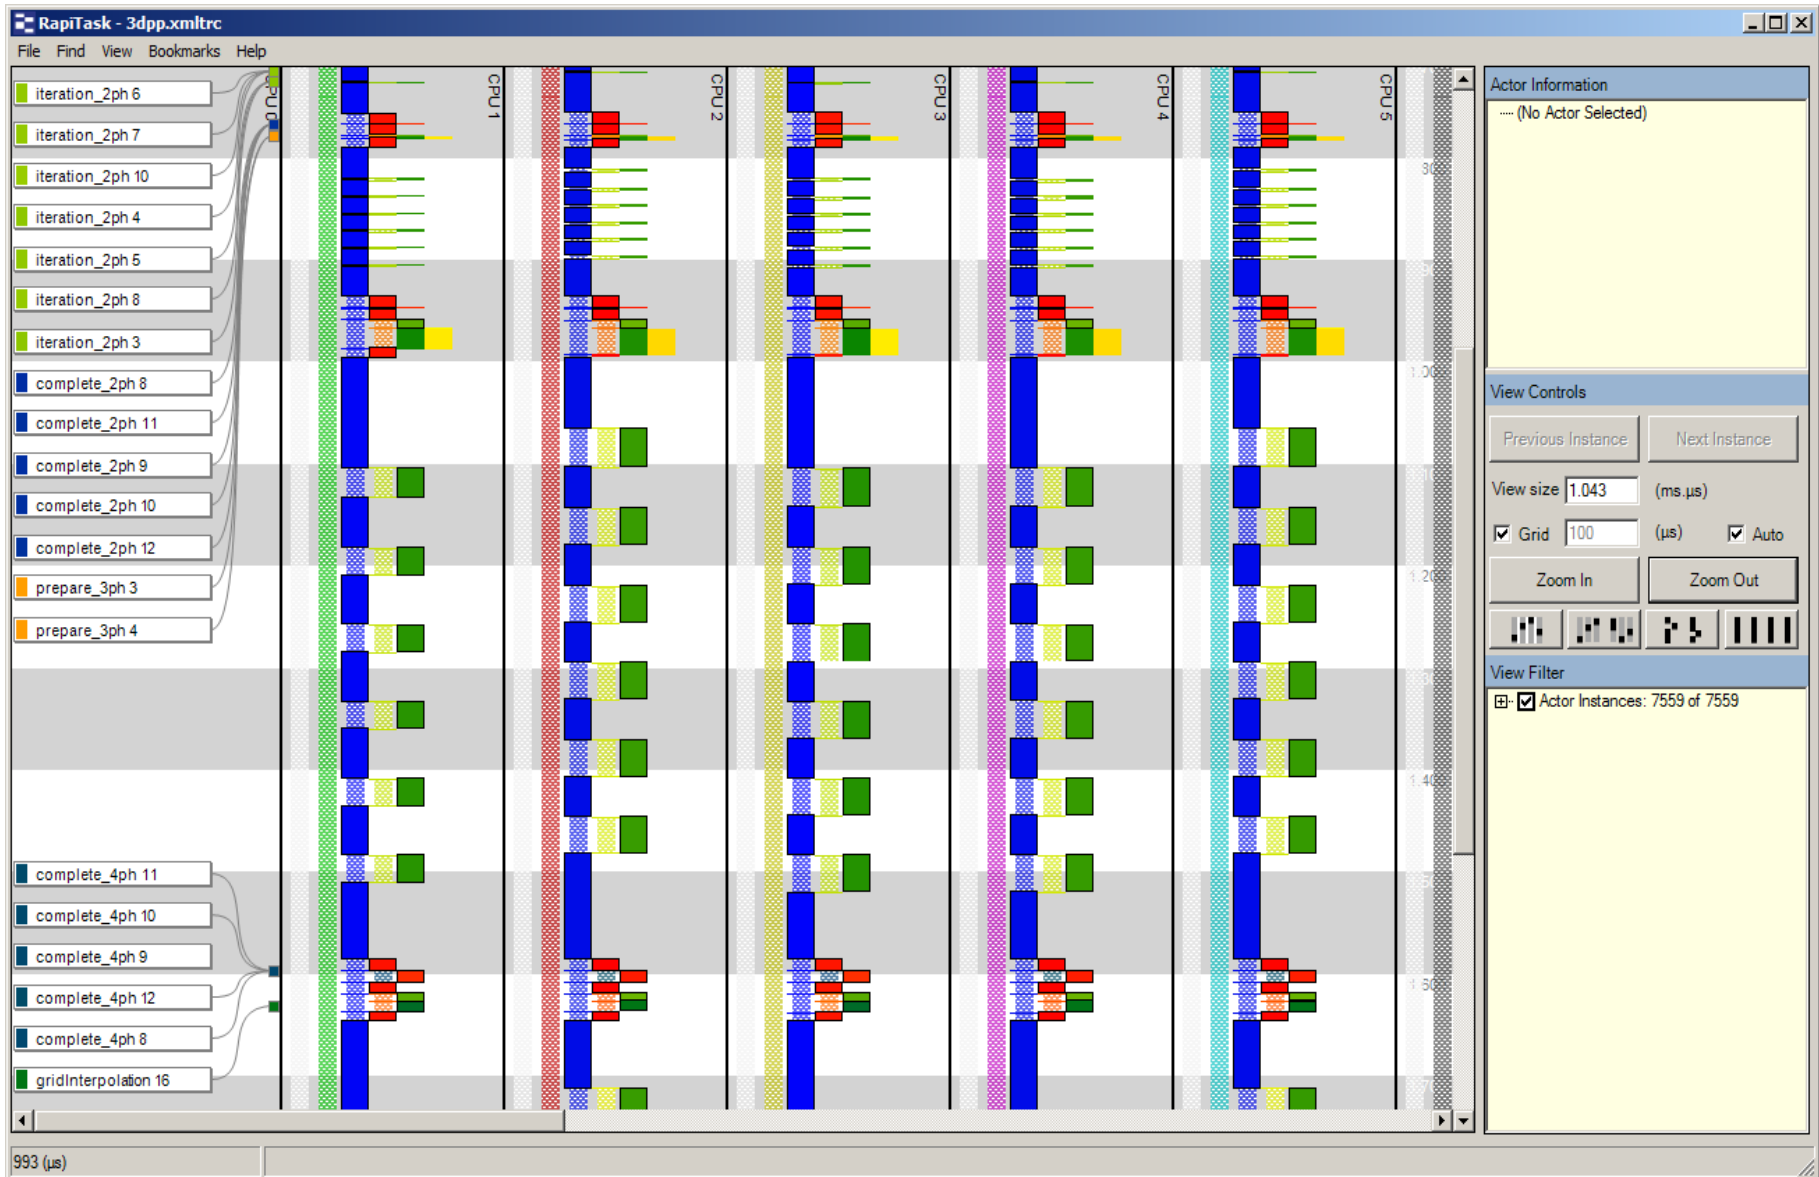 RapiTask - 3dpp.xmltrc
File Find View Bookmarks Help
iteration_2ph 6
iteration_2ph 7
iteration_2ph 10
iteration_2ph 4
iteration_2ph 5
iteration_2ph 8
iteration_2ph 3
complete_2ph 8
complete_2ph 11
complete_2ph 9
complete_2ph 10
complete_2ph 12
prepare_3ph 3
prepare_3ph 4
complete_4ph 11
complete_4ph 10
complete_4ph 9
complete_4ph 12
complete_4ph 8
gridInterpolation 16
CPU 1
CPU 2
CPU 3
CPU 4
CPU 5
Actor Information
(No Actor Selected)
View Controls
Previous Instance Next Instance
View size 1.043 (ms.µs)
Grid 100 (µs) Auto
Zoom In Zoom Out
View Filter
Actor Instances: 7559 of 7559
993 (µs)